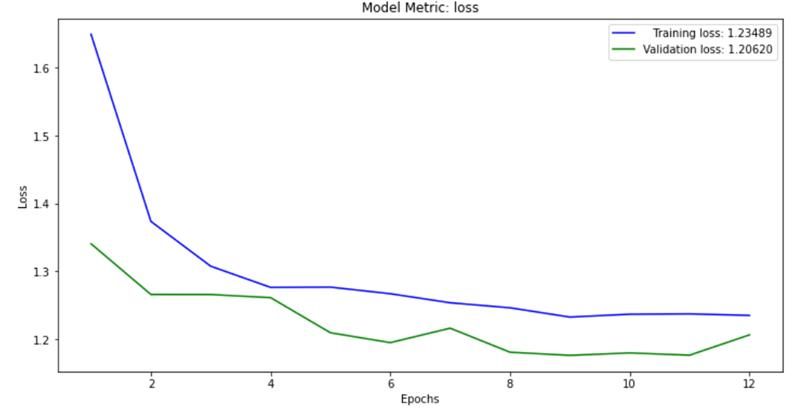 Model Metric: loss
Training loss: 1.23489
Validation loss: 1.20620
Loss
1.6
1.5
1.4
1.3
1.2
2 4 6 8 10 12
Epochs